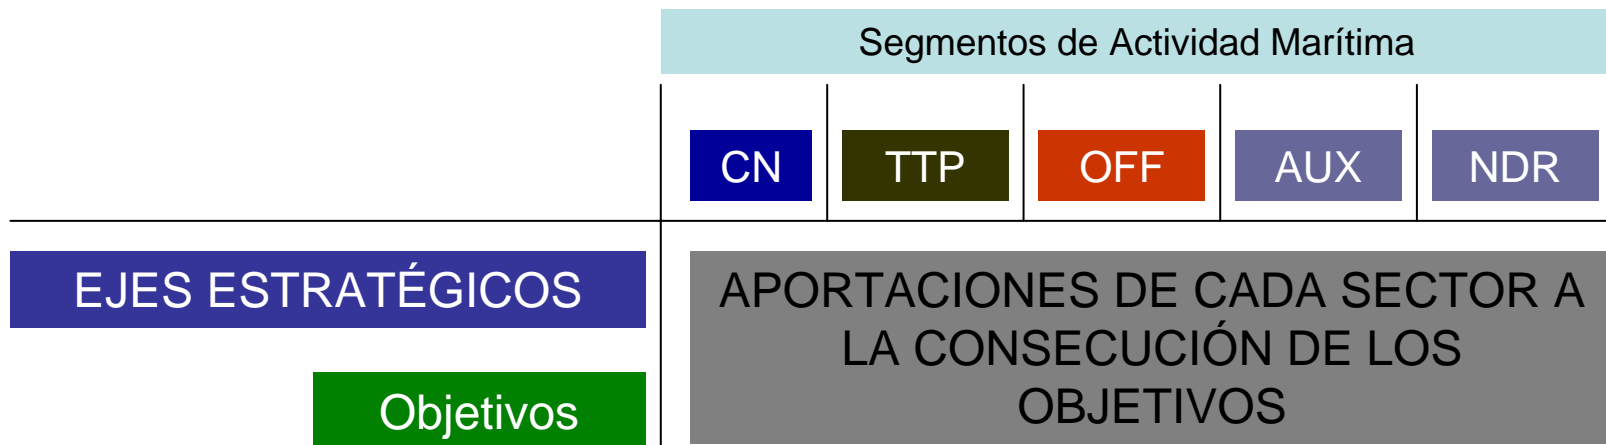 Segmentos de Actividad Marítima
CN TTP OFF AUX NDR
EJES ESTRATÉGICOS
Objetivos
APORTACIONES DE CADA SECTOR A
LA CONSECUCIÓN DE LOS
OBJETIVOS